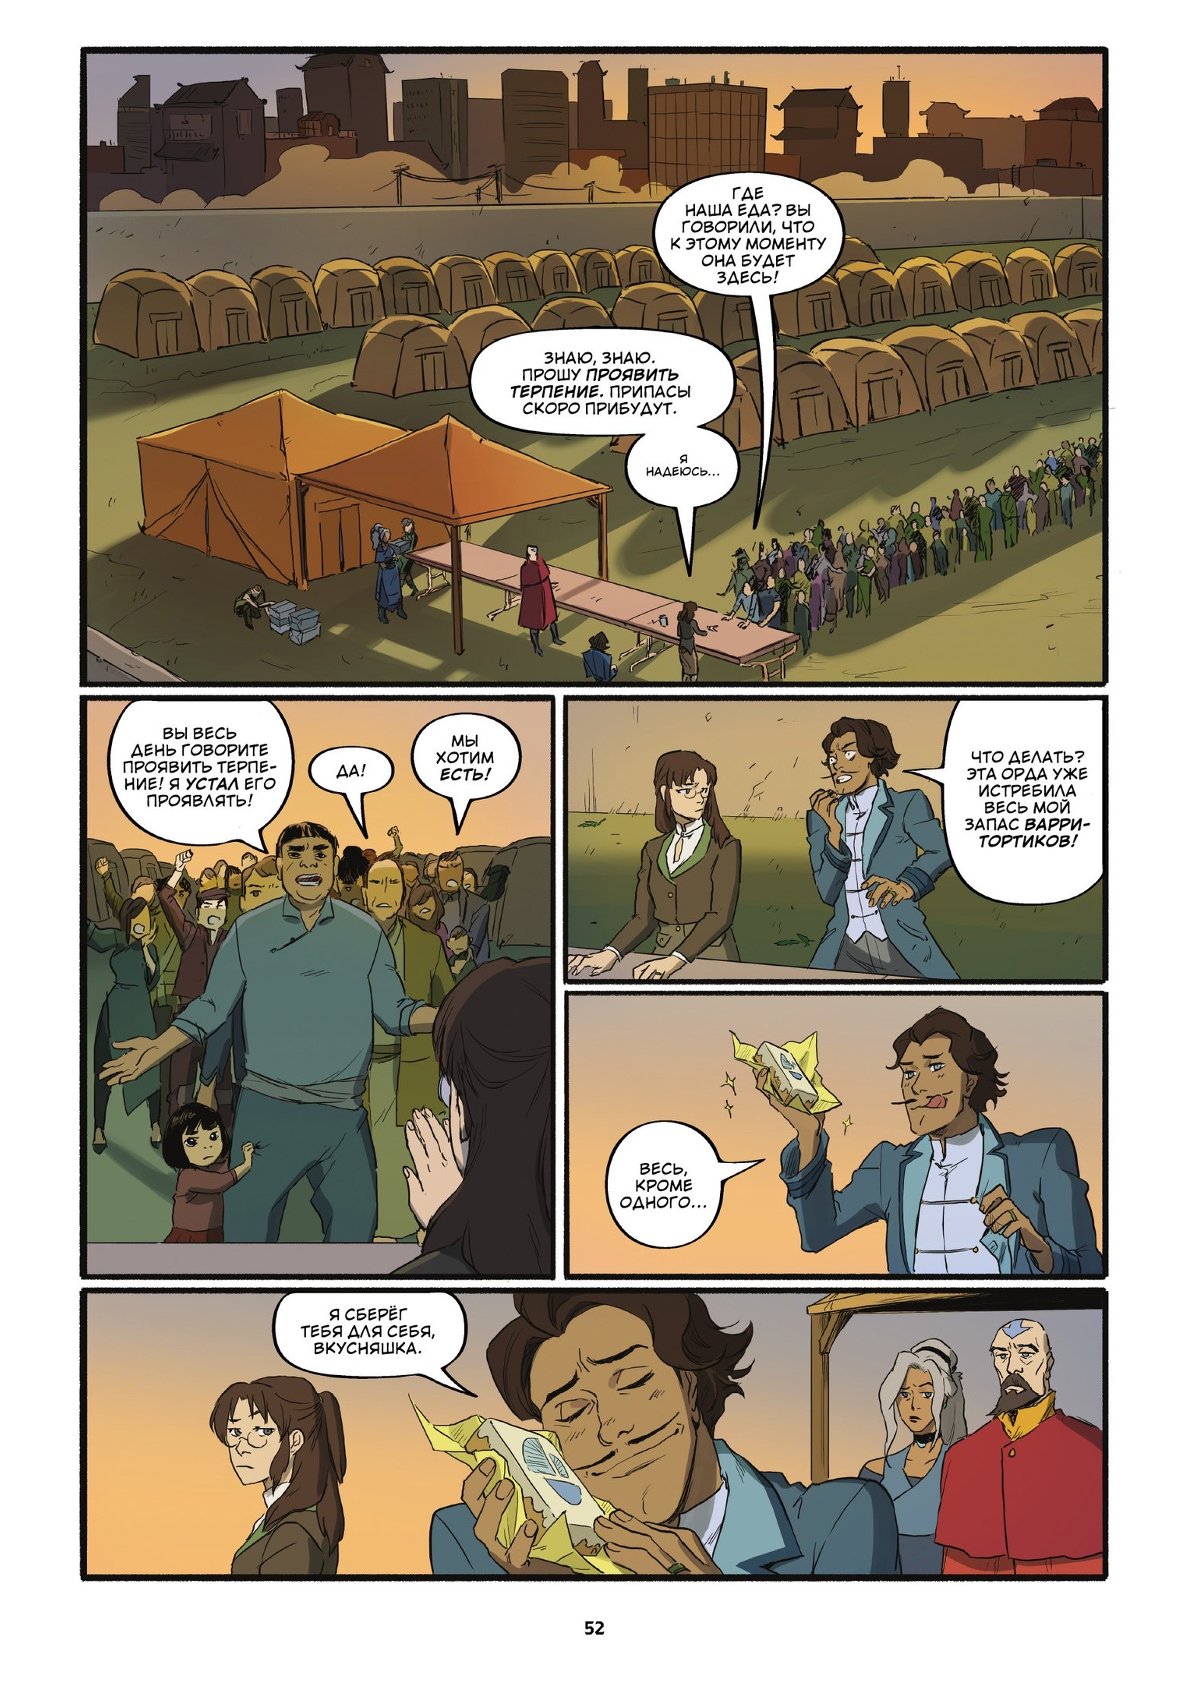 ГДЕ
НАША ЕДА? ВЫ
ГОВОРИЛИ, ЧТО
К ЭТОМУ МОМЕНТУ
ОНА БУДЕТ
ЗДЕСЬ!
ЗНАЮ, ЗНАЮ.
ПРОШУ ПРОЯВИТЬ
ТЕРПЕНИЕ. ПРИПАСЫ
СКОРО ПРИБУДУТ.
Я
НАДЕЮСЬ...
ВЫ ВЕСЬ
ДЕНЬ ГОВОРИТЕ
ПРОЯВИТЬ ТЕРПЕ-
НИЕ! Я УСТАЛ ЕГО
ПРОЯВЛЯТЬ!
ДА!
МЫ
ХОТИМ
ЕСТЬ!
ЧТО ДЕЛАТЬ?
ЭТА ОРДА УЖЕ
ИСТРЕБИЛА
ВЕСЬ МОЙ
ЗАПАС ВАРРИ-
ТОРТИКОВ!
ВЕСЬ,
КРОМЕ
ОДНОГО...
Я СБЕРЁГ
ТЕБЯ ДЛЯ СЕБЯ,
ВКУСНЯШКА.
52